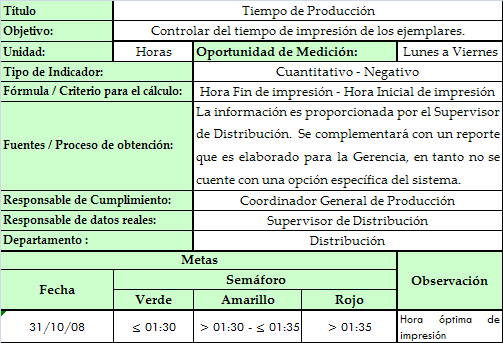 Título Tiempo de Producción
Objetivo: Controlar del tiempo de impresión de los ejemplares.
Unidad: Horas Oportunidad de Medición: Lunes a Viernes
Tipo de Indicador: Cuantitativo - Negativo
Fórmula / Criterio para el cálculo: Hora Fin de impresión - Hora Inicial de impresión
Fuentes / Proceso de obtención: La información es proporcionada por el Supervisor
de Distribución. Se complementará con un reporte
que es elaborado para la Gerencia, en tanto no se
cuente con una opción específica del sistema.
Responsable de Cumplimiento: Coordinador General de Producción
Responsable de datos reales: Supervisor de Distribución
Departamento : Distribución
Metas
Fecha Semáforo Observación
Verde Amarillo Rojo
31/10/08 ≤ 01:30 > 01:30 - ≤ 01:35 > 01:35 Hora óptima de
impresión